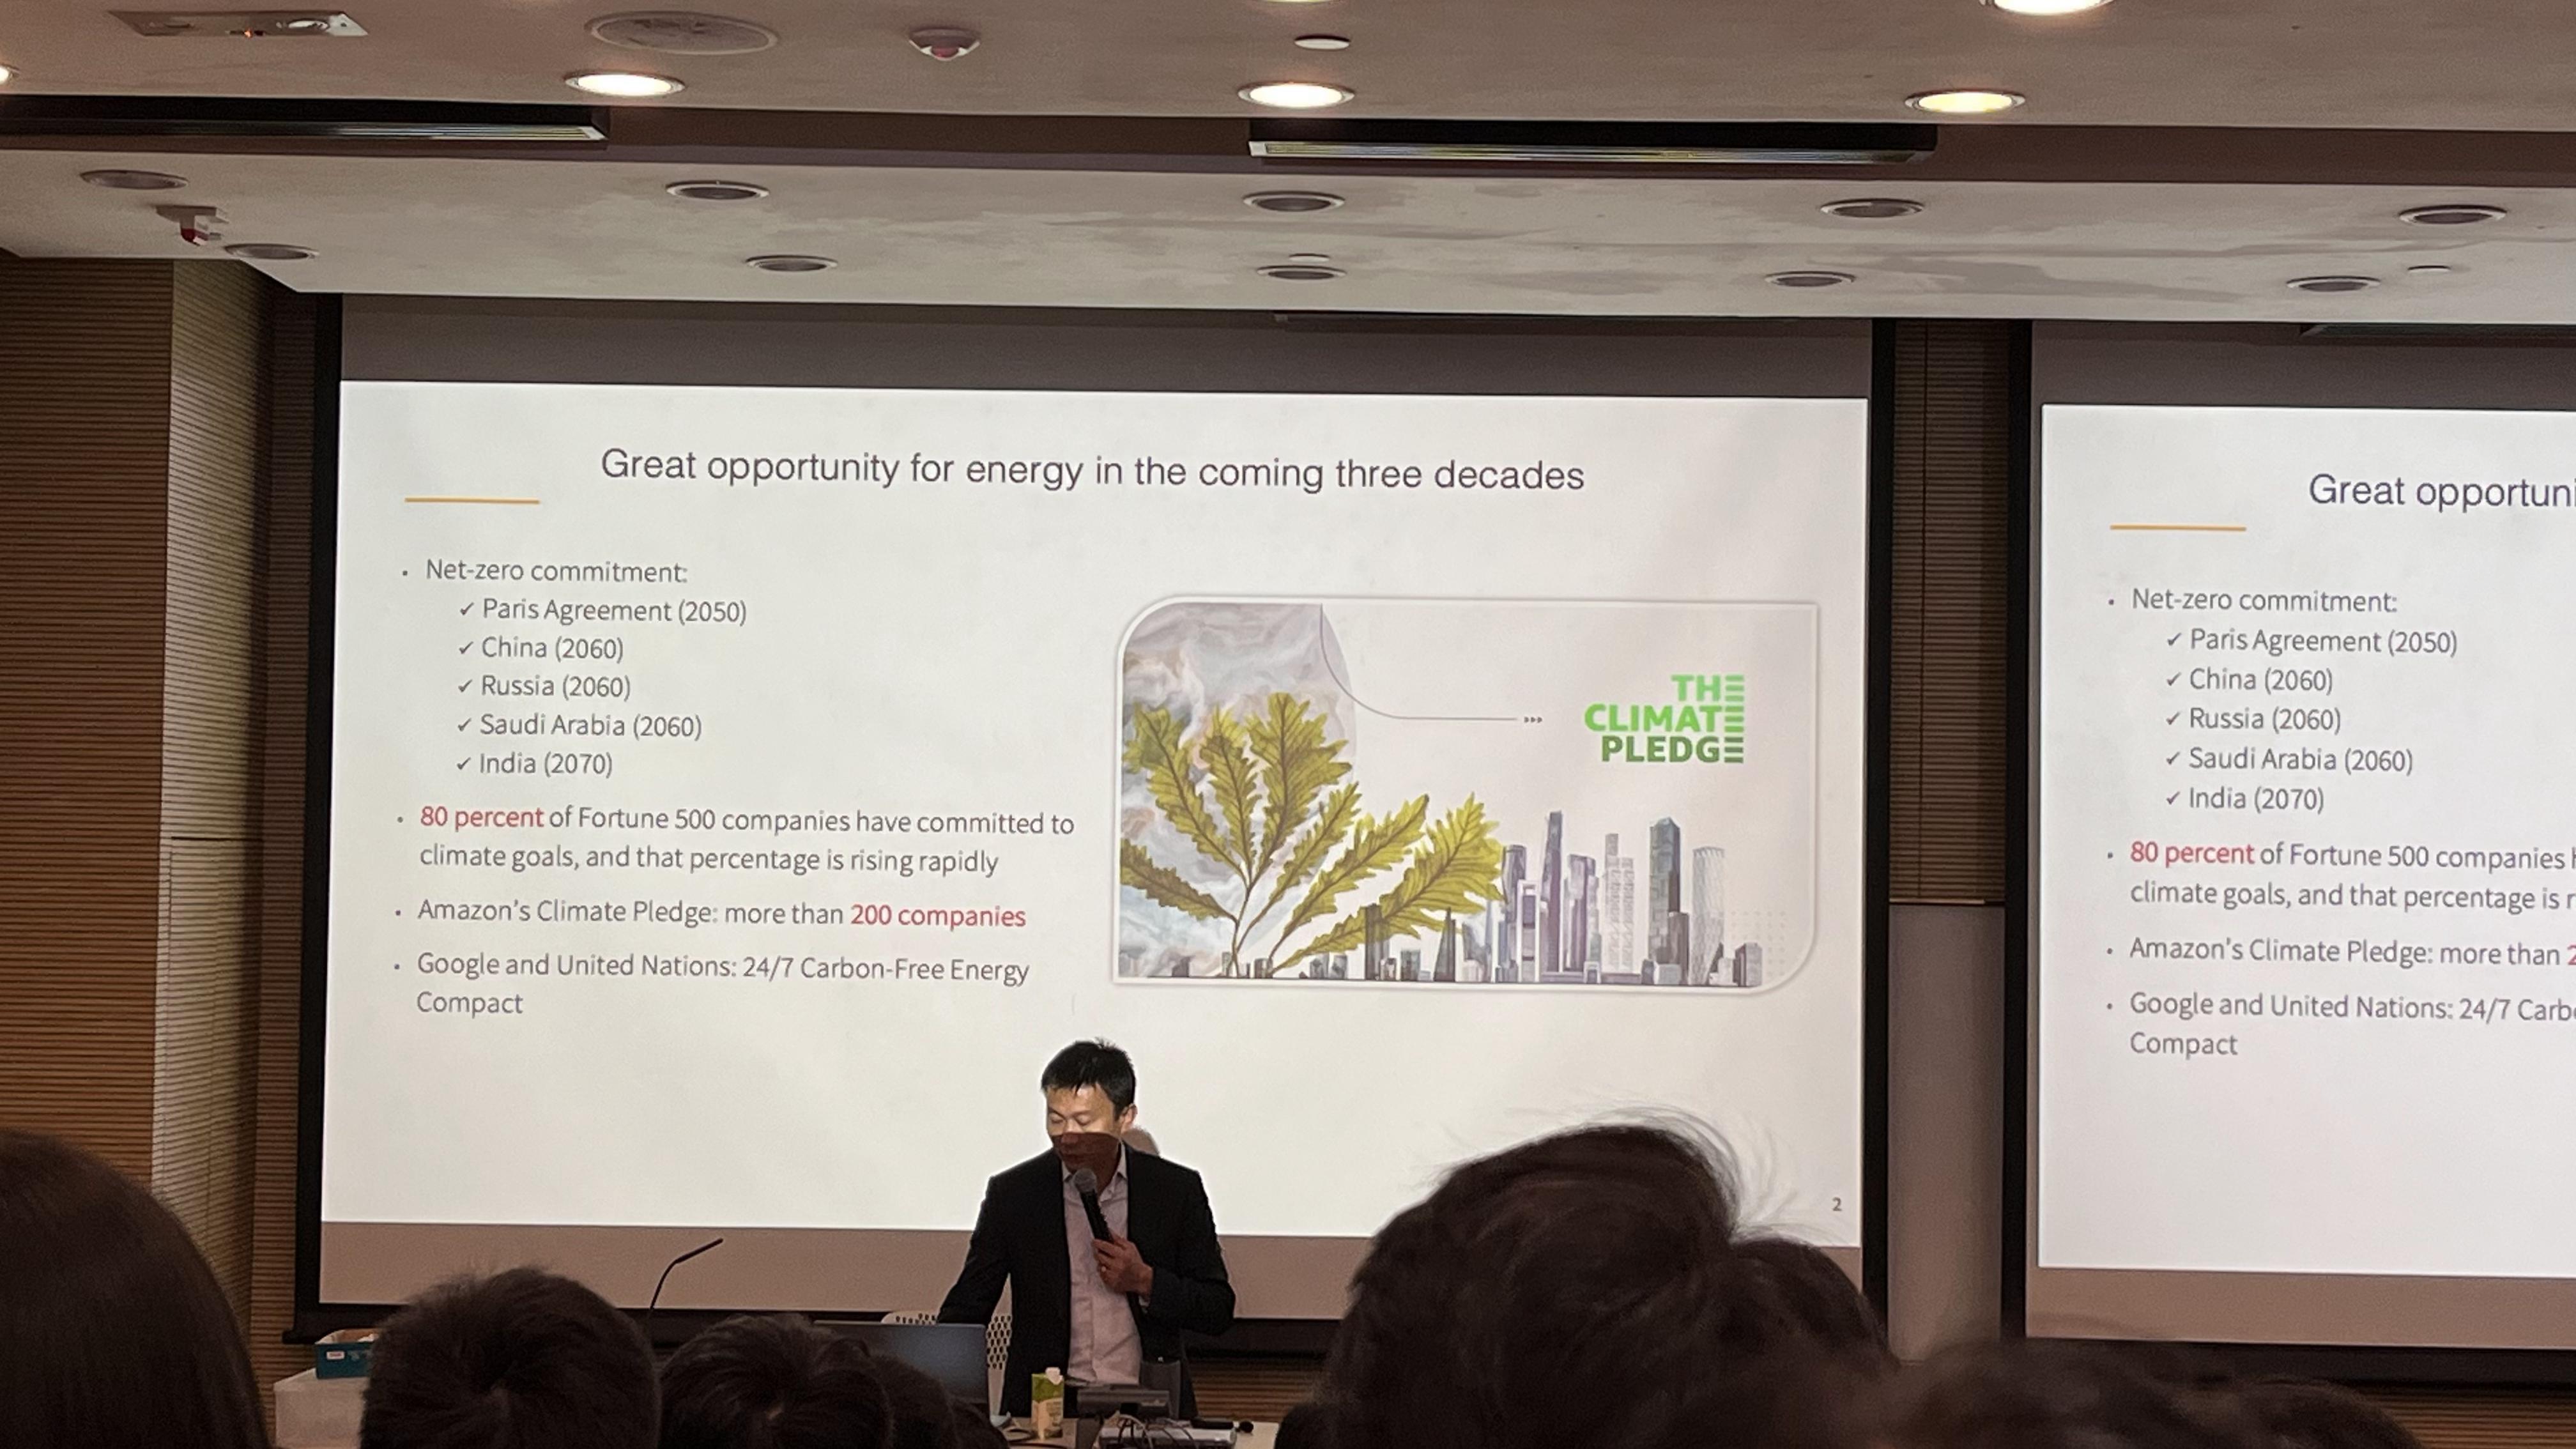 Great opportunity for energy in the coming three decades
• Net-zero commitment:
✓ Paris Agreement (2050)
✓ China (2060)
✓ Russia (2060)
✓ Saudi Arabia (2060)
✓ India (2070)
• 80 percent of Fortune 500 companies have committed to
climate goals, and that percentage is rising rapidly
• Amazon's Climate Pledge: more than 200 companies
• Google and United Nations: 24/7 Carbon-Free Energy
Compact
THE
CLIMATE
PLEDGE
2
Great opportuni
• Net-zero commitment:
✓ Paris Agreement (2050)
✓ China (2060)
✓ Russia (2060)
✓ Saudi Arabia (2060)
✓ India (2070)
• 80 percent of Fortune 500 companies
climate goals, and that percentage is r
• Amazon's Climate Pledge: more than 2
• Google and United Nations: 24/7 Carb
Compact